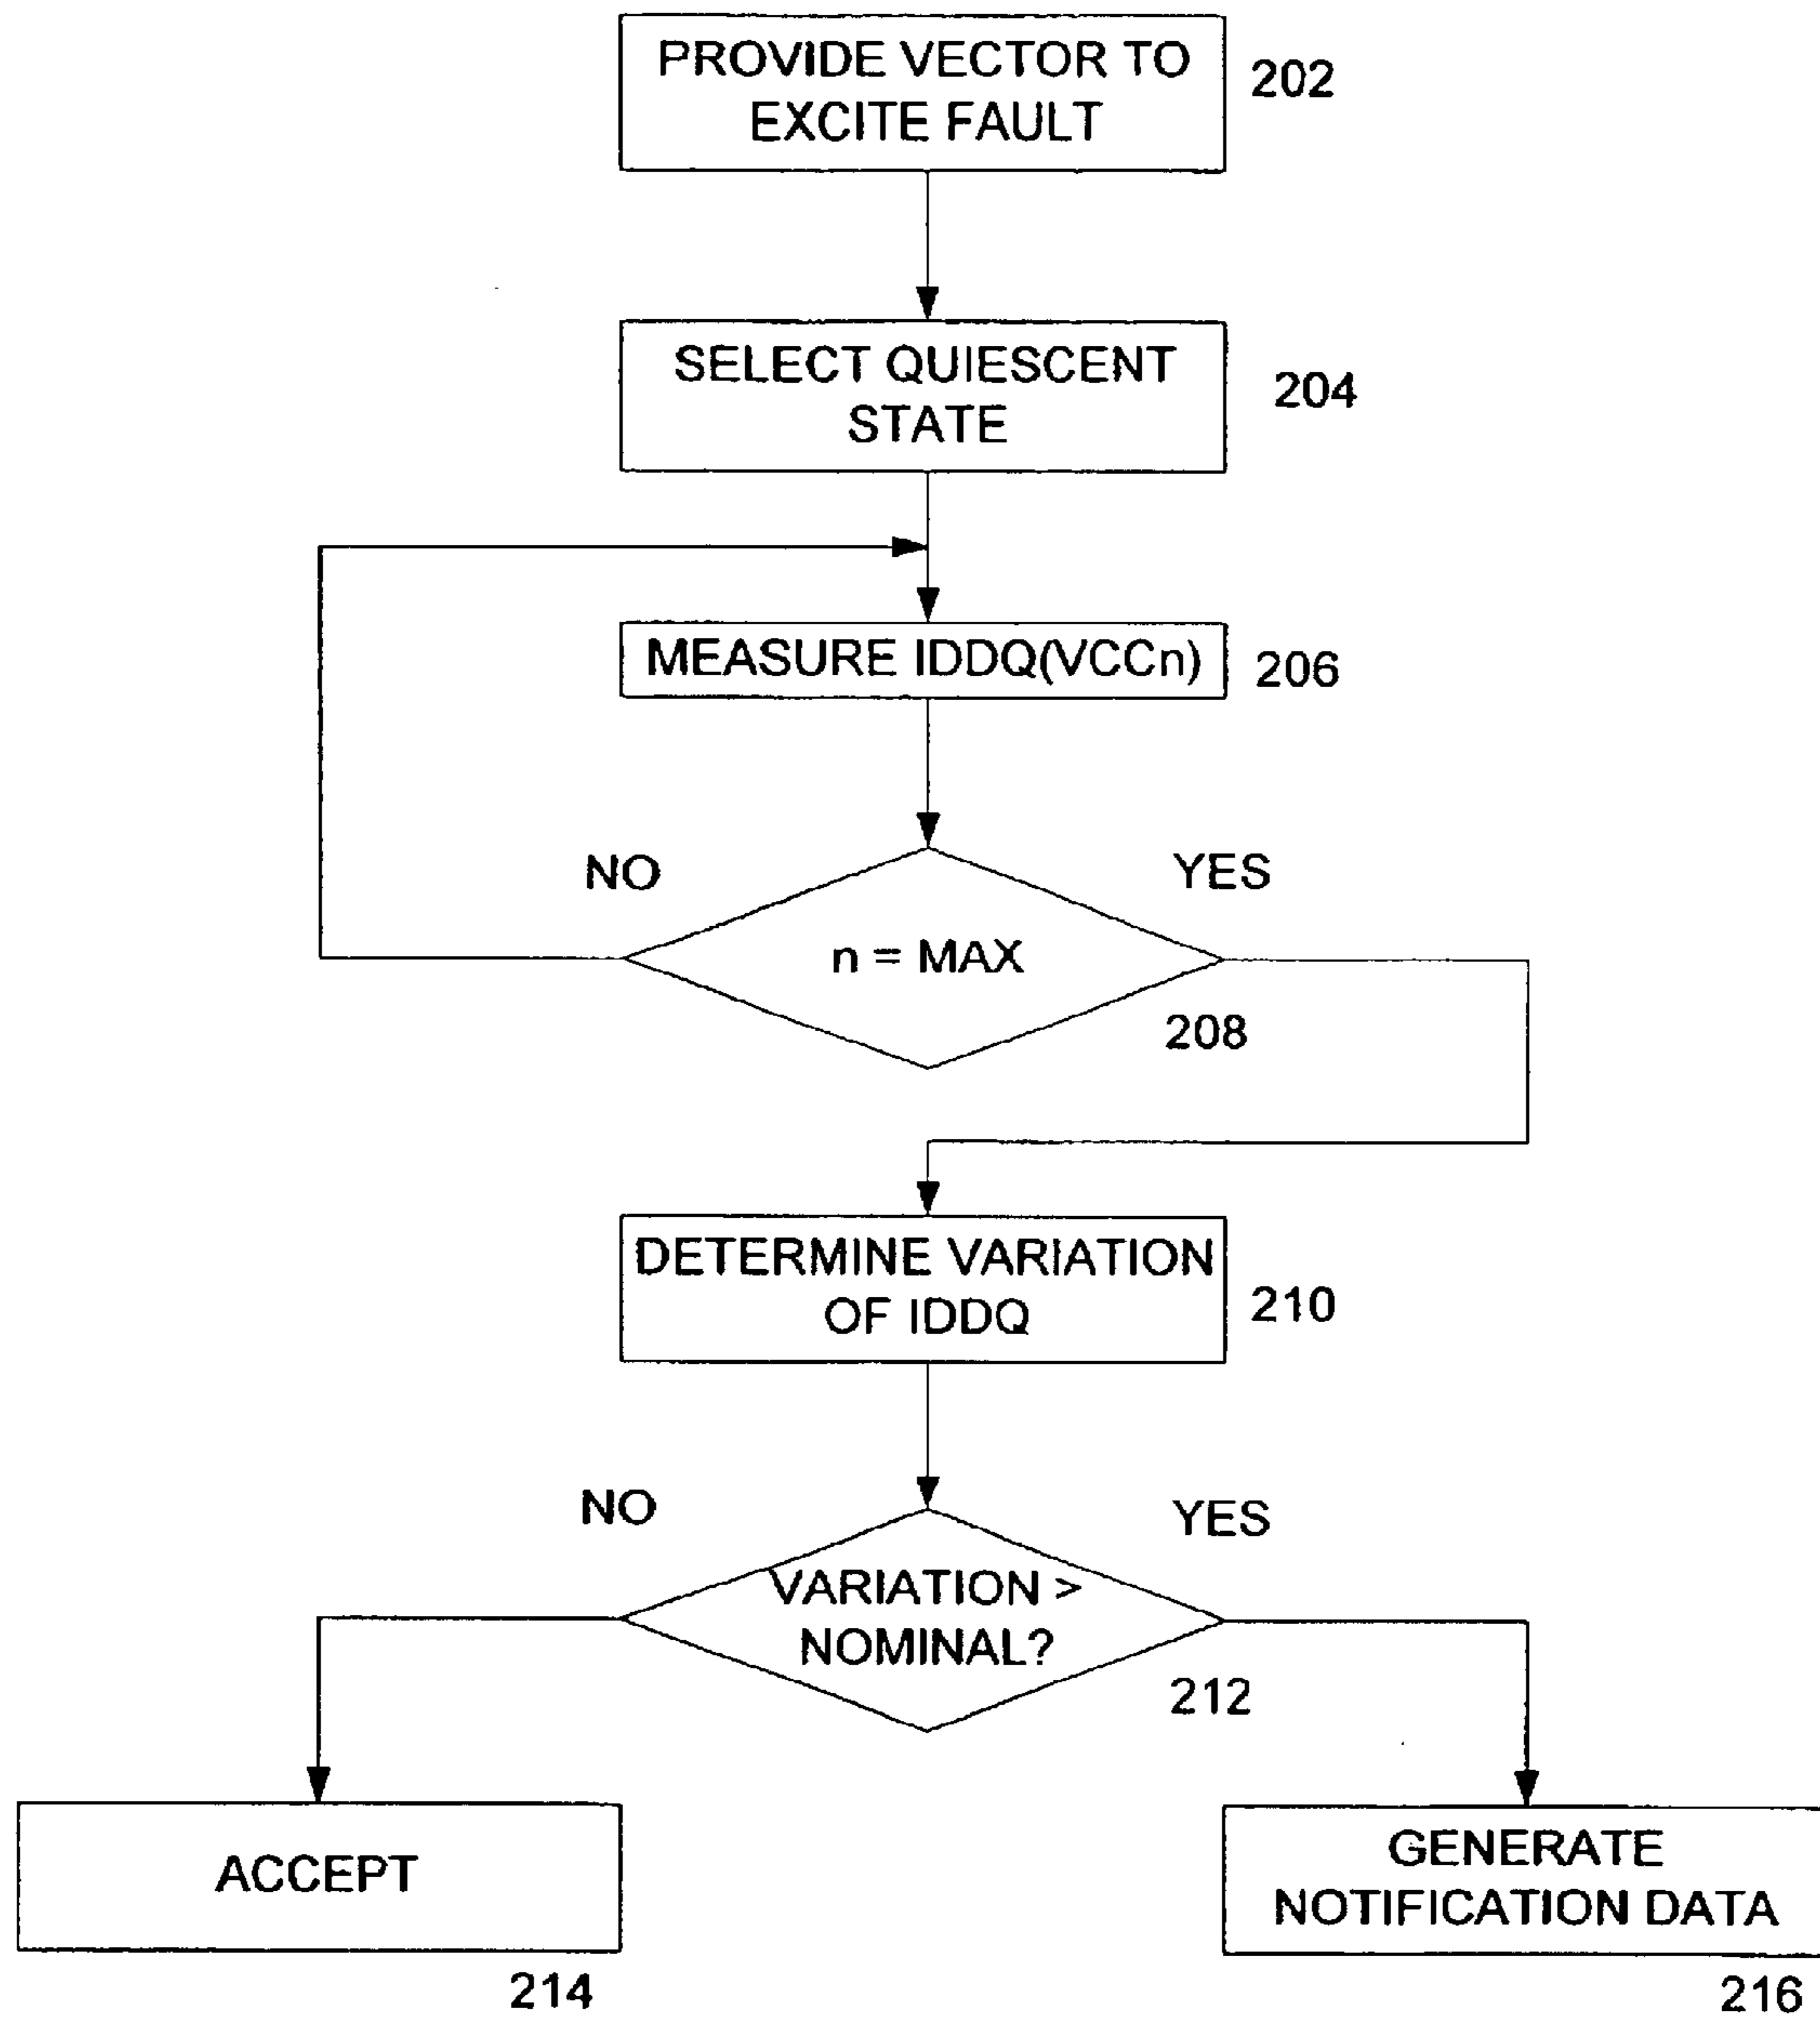 PROVIDE VECTOR TO
EXCITE FAULT
202
SELECT QUIESCENT
STATE
204
MEASURE IDDQ(VCCn)
206
NO
YES
n = MAX
208
DETERMINE VARIATION
OF IDDQ
210
NO
YES
VARIATION >
NOMINAL?
212
ACCEPT
214
GENERATE
NOTIFICATION DATA
216